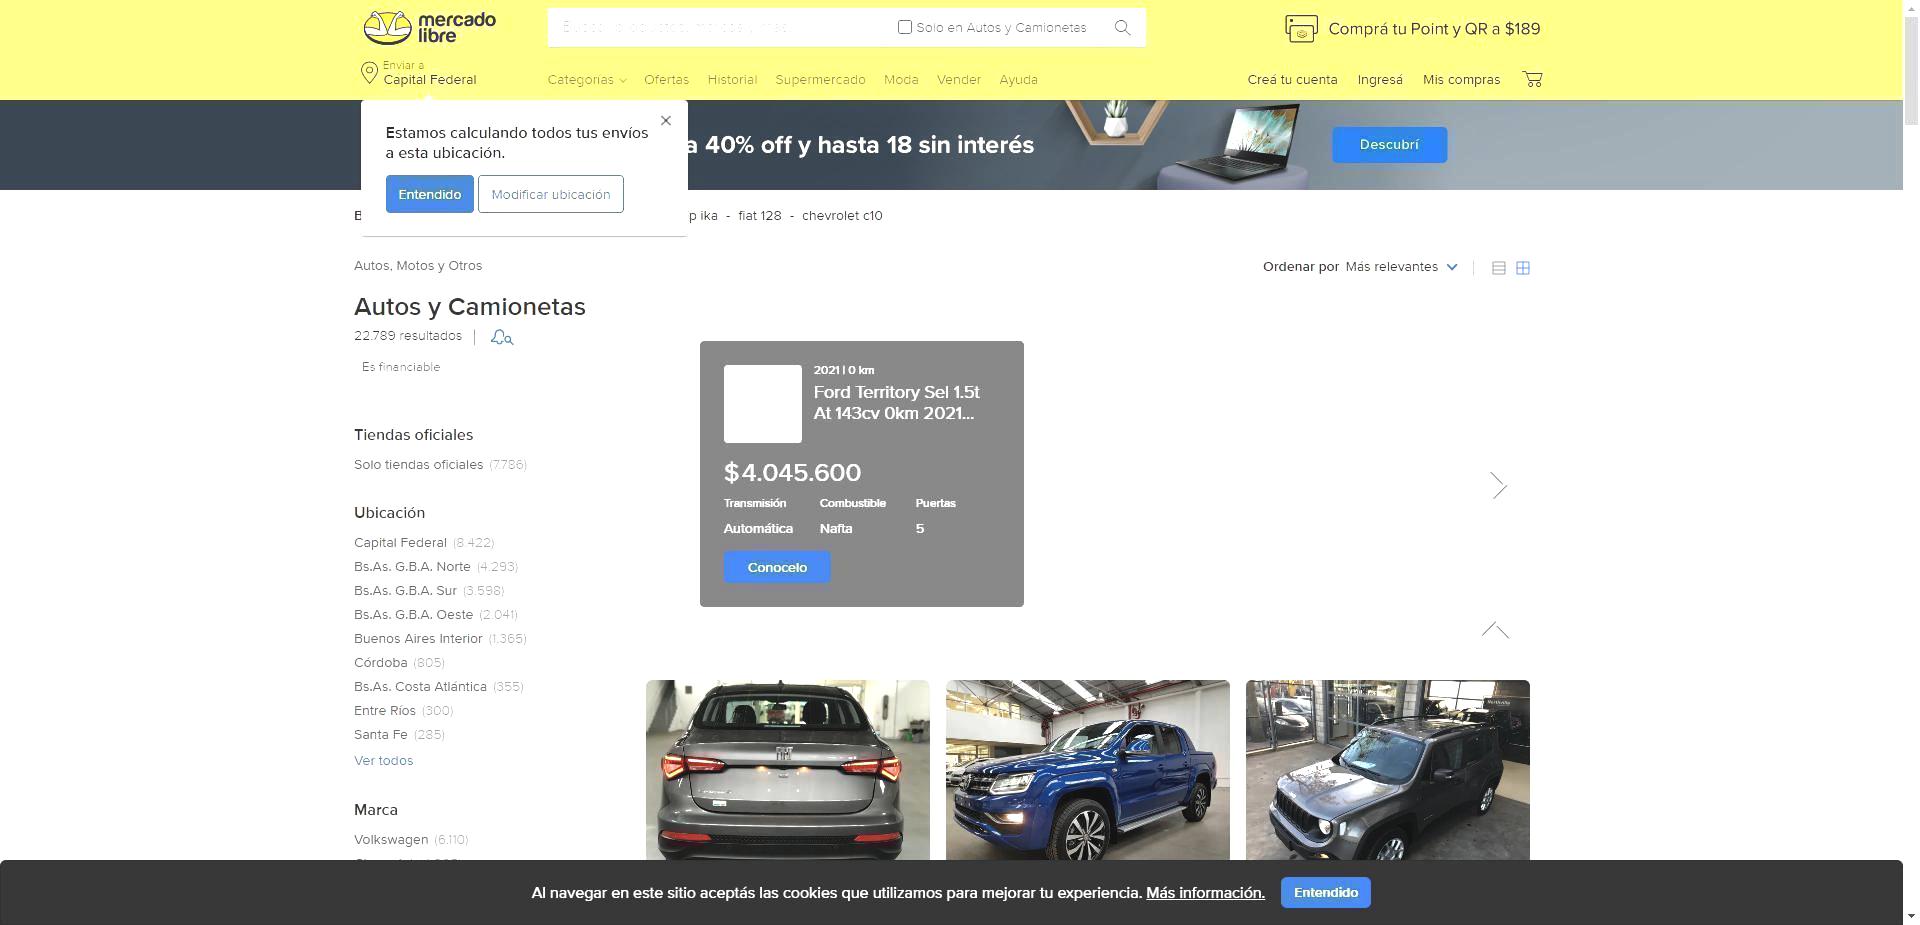 mercado
libre
Solo en Autos y Camionetas
Comprá tu Point y QR a $189
Enviar a
Capital Federal
Categorías
Ofertas
Historial
Supermercado
Moda
Vender
Ayuda
Creá tu cuenta
Ingresá
Mis compras
Estamos calculando todos tus envíos
a esta ubicación.
Entendido
Modificar ubicación
a 40% off y hasta 18 sin interés
Descubrí
B
p ika - fiat 128 - chevrolet c10
Autos, Motos y Otros
Ordenar por Más relevantes
Autos y Camionetas
22.789 resultados
Es financiable
2021 | 0 km
Ford Territory Sel 1.5t
At 143cv 0km 2021...
$ 4.045.600
Transmisión Combustible Puertas
Automática Nafta 5
Conocelo
Tiendas oficiales
Solo tiendas oficiales (7.786)
Ubicación
Capital Federal (8.422)
Bs.As. G.B.A. Norte (4.293)
Bs.As. G.B.A. Sur (3.598)
Bs.As. G.B.A. Oeste (2.041)
Buenos Aires Interior (1.365)
Córdoba (805)
Bs.As. Costa Atlántica (355)
Entre Ríos (300)
Santa Fe (285)
Ver todos
Marca
Volkswagen (6.110)
Al navegar en este sitio aceptás las cookies que utilizamos para mejorar tu experiencia. Más información.
Entendido